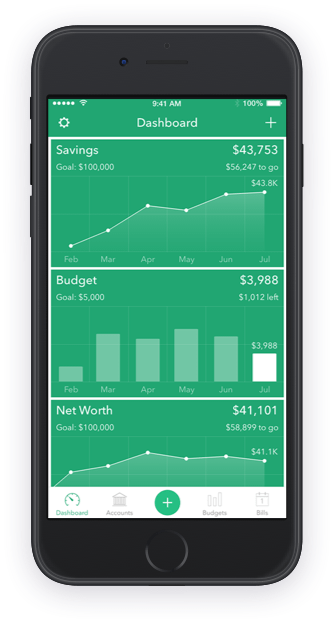 9:41 AM
100%
Dashboard
Savings $43,753
Goal: $100,000 $56,247 to go
$43.8K
Feb Mar Apr May Jun Jul
Budget $3,988
Goal: $5,000 $1,012 left
$3,988
Feb Mar Apr May Jun Jul
Net Worth $41,101
Goal: $100,000 $58,899 to go
$41.1K
Dashboard Accounts Budgets Bills